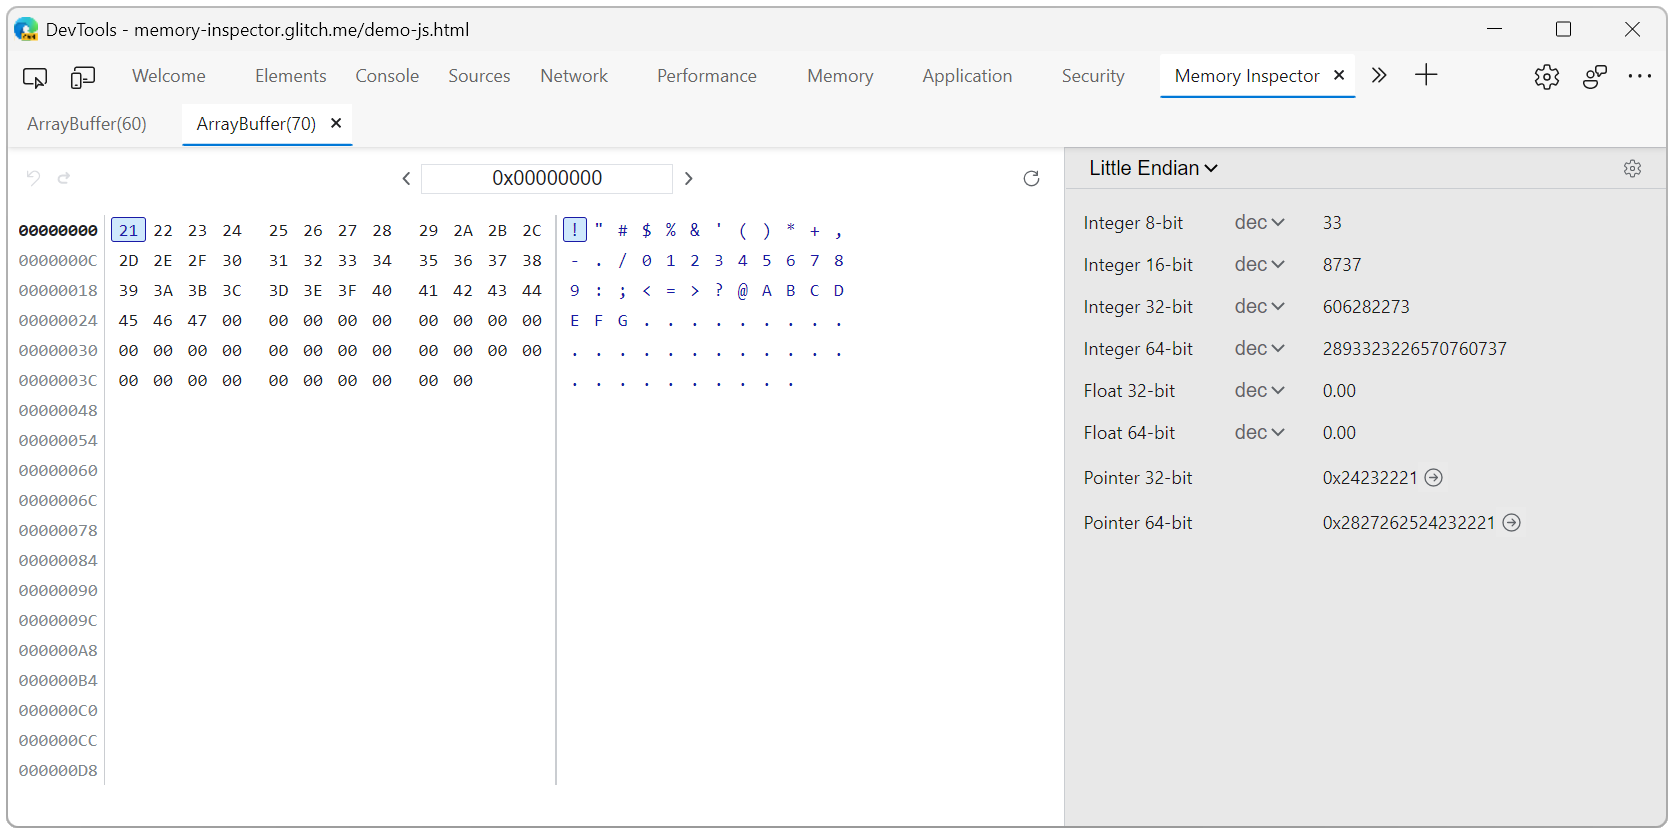 DevTools - memory-inspector.glitch.me/demo-js.html
Welcome Elements Console Sources Network Performance Memory Application Security Memory Inspector
ArrayBuffer(60) ArrayBuffer(70)
0x00000000
00000000 21 22 23 24 25 26 27 28 29 2A 2B 2C ! " # $ % & ' ( ) * + ,
0000000C 2D 2E 2F 30 31 32 33 34 35 36 37 38 - . / 0 1 2 3 4 5 6 7 8
00000018 39 3A 3B 3C 3D 3E 3F 40 41 42 43 44 9 : ; < = > ? @ A B C D
00000024 45 46 47 00 00 00 00 00 00 00 00 00 E F G . . . . . . . . .
00000030 00 00 00 00 00 00 00 00 00 00 00 00 . . . . . . . . . . . .
0000003C 00 00 00 00 00 00 00 00 00 00 . . . . . . . . . .
00000048
00000054
00000060
0000006C
00000078
00000084
00000090
0000009C
000000A8
000000B4
000000C0
000000CC
000000D8
Little Endian
Integer 8-bit dec 33
Integer 16-bit dec 8737
Integer 32-bit dec 606282273
Integer 64-bit dec 2893323226570760737
Float 32-bit dec 0.00
Float 64-bit dec 0.00
Pointer 32-bit 0x24232221
Pointer 64-bit 0x2827262524232221